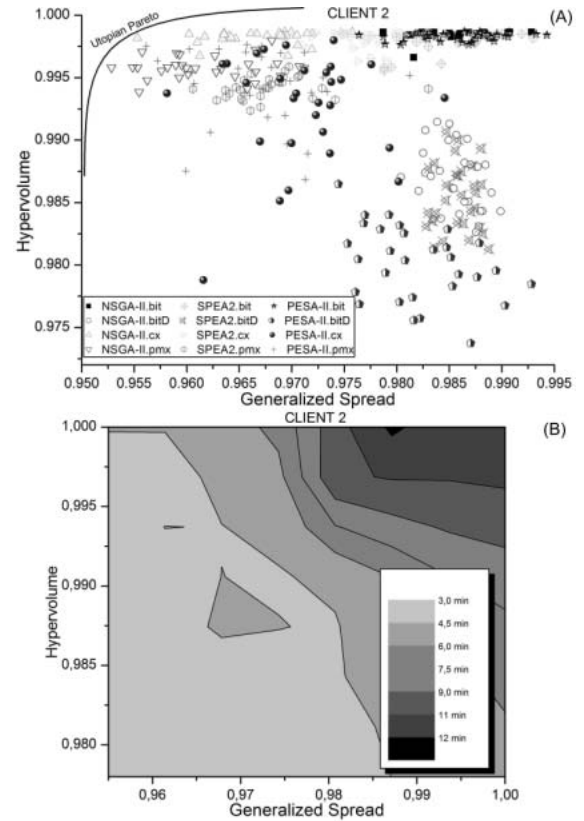 CLIENT 2
(A)
Utopian Pareto
1.000
0.995
0.990
0.985
0.980
0.975
Hypervolume
NSGA-II.bit SPEA2.bit PESA-II.bit
NSGA-II.bitD SPEA2.bitD PESA-II.bitD
NSGA-II.cx SPEA2.cx PESA-II.cx
NSGA-II.pmx SPEA2.pmx PESA-II.pmx
0.950 0.955 0.960 0.965 0.970 0.975 0.980 0.985 0.990 0.995
Generalized Spread
CLIENT 2
(B)
1,000
0,995
0,990
0,985
0,980
Hypervolume
3,0 min
4,5 min
6,0 min
7,5 min
9,0 min
11 min
12 min
0,96 0,97 0,98 0,99 1,00
Generalized Spread